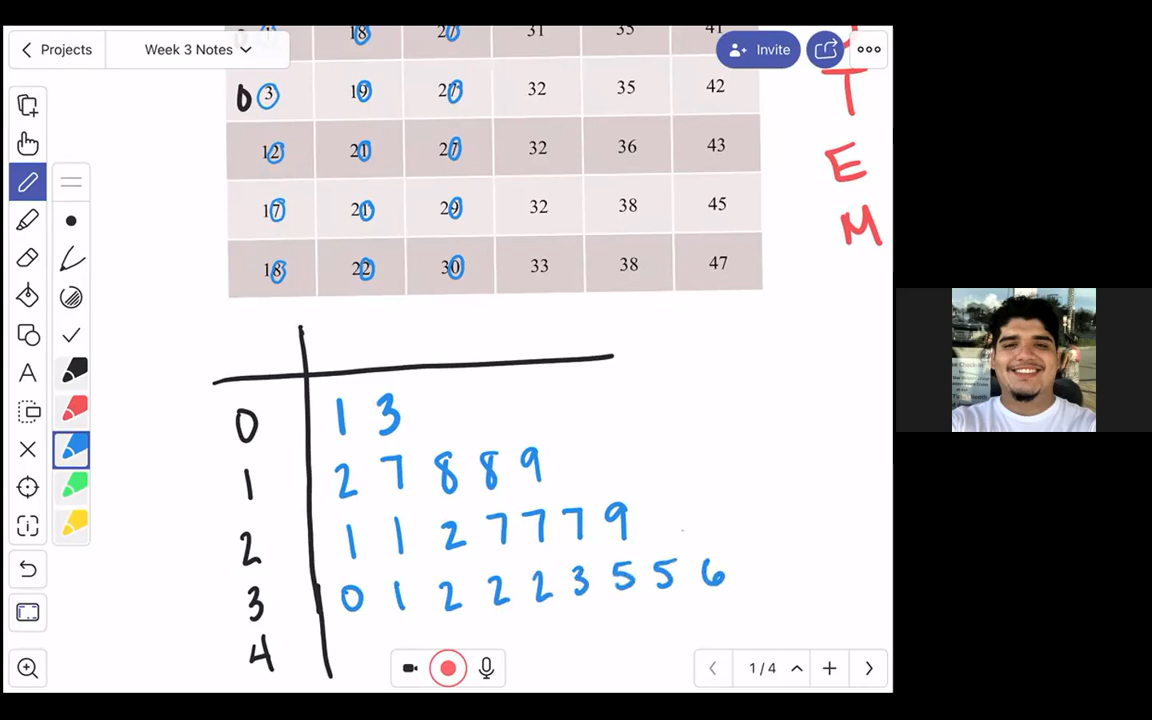 Projects
Week 3 Notes
Invite
18 27 31 35 41
0 3 19 27 32 35 42
12 21 27 32 36 43
17 21 29 32 38 45
18 22 30 33 38 47
T
E
M
0 1 3
1 2 7 8 8 9
2 1 1 2 7 7 7 9
3 0 1 2 2 2 3 5 5 6
4
A
1/4